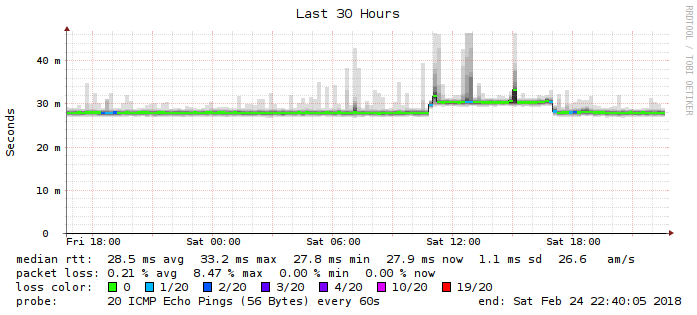 Last 30 Hours
RRDTOOL / TOBI OETIKER
Seconds
40 m
30 m
20 m
10 m
0
Fri 18:00 Sat 00:00 Sat 06:00 Sat 12:00 Sat 18:00
median rtt: 28.5 ms avg 33.2 ms max 27.8 ms min 27.9 ms now 1.1 ms sd 26.6 am/s
packet loss: 0.21 % avg 8.47 % max 0.00 % min 0.00 % now
loss color: 0 1/20 2/20 3/20 4/20 10/20 19/20
probe: 20 ICMP Echo Pings (56 Bytes) every 60s end: Sat Feb 24 22:40:05 2018